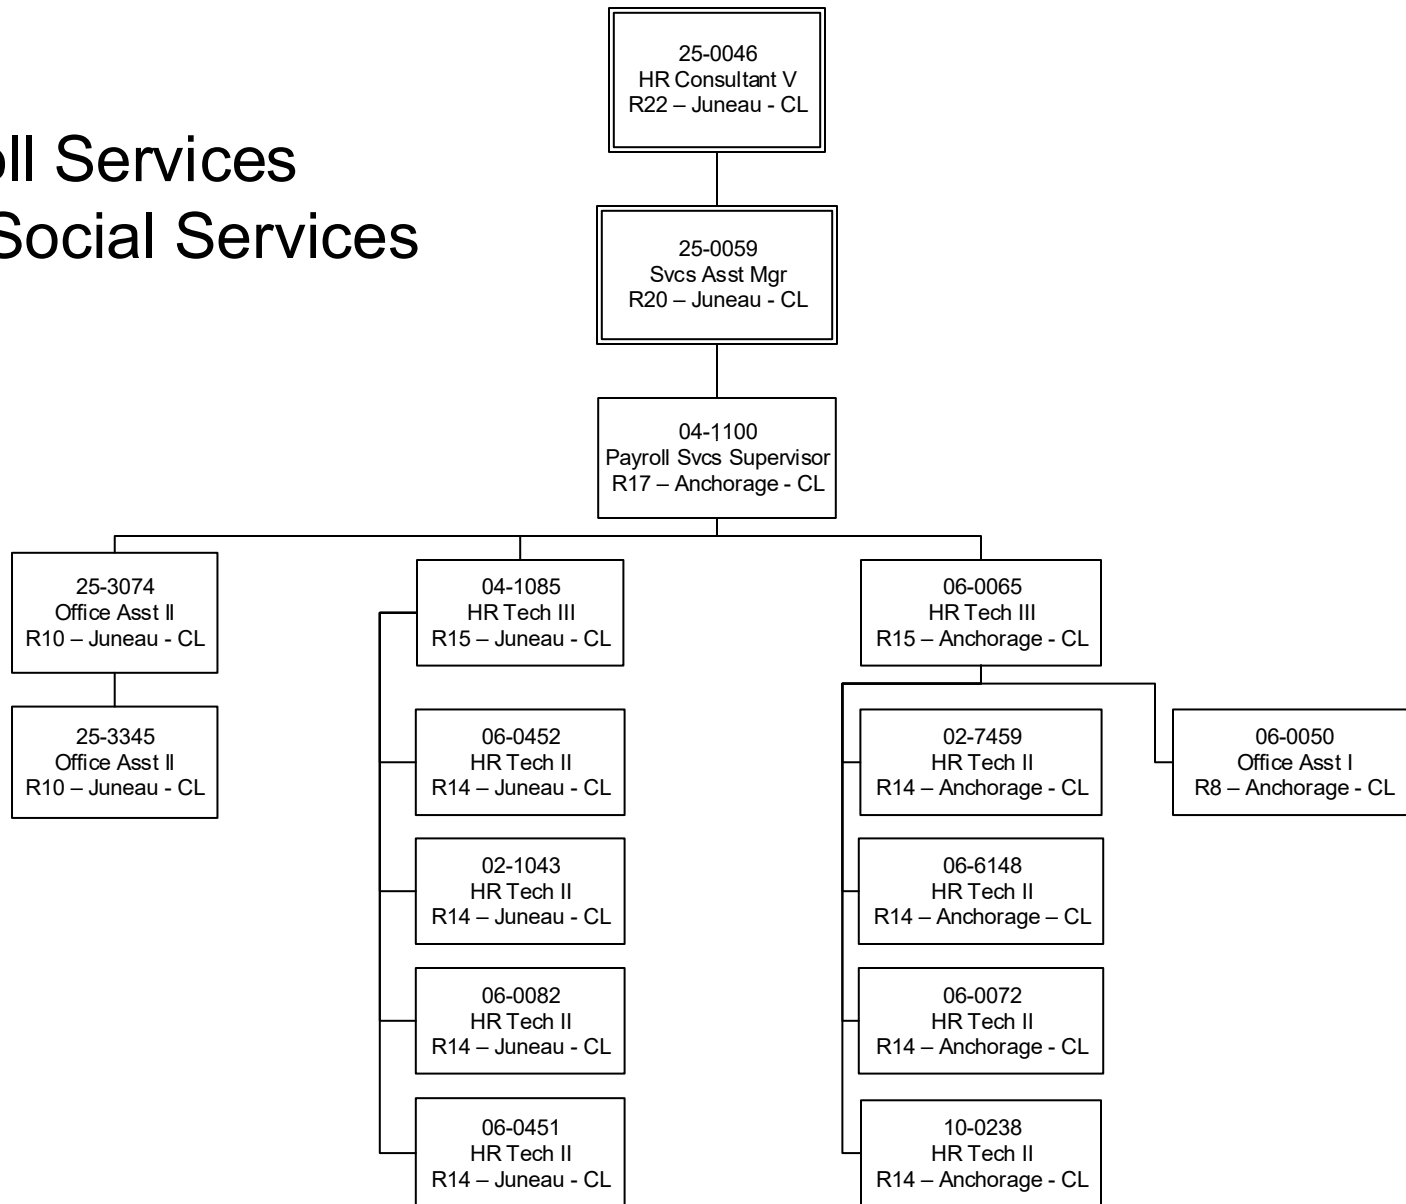 25-0046
HR Consultant V
R22 – Juneau - CL
ll Services
Social Services
25-0059
Svcs Asst Mgr
R20 – Juneau - CL
04-1100
Payroll Svcs Supervisor
R17 – Anchorage - CL
25-3074
Office Asst II
R10 – Juneau - CL
25-3345
Office Asst II
R10 – Juneau - CL
04-1085
HR Tech III
R15 – Juneau - CL
06-0452
HR Tech II
R14 – Juneau - CL
02-1043
HR Tech II
R14 – Juneau - CL
06-0082
HR Tech II
R14 – Juneau - CL
06-0451
HR Tech II
R14 – Juneau - CL
06-0065
HR Tech III
R15 – Anchorage - CL
02-7459
HR Tech II
R14 – Anchorage - CL
06-6148
HR Tech II
R14 – Anchorage – CL
06-0072
HR Tech II
R14 – Anchorage - CL
10-0238
HR Tech II
R14 – Anchorage - CL
06-0050
Office Asst I
R8 – Anchorage - CL